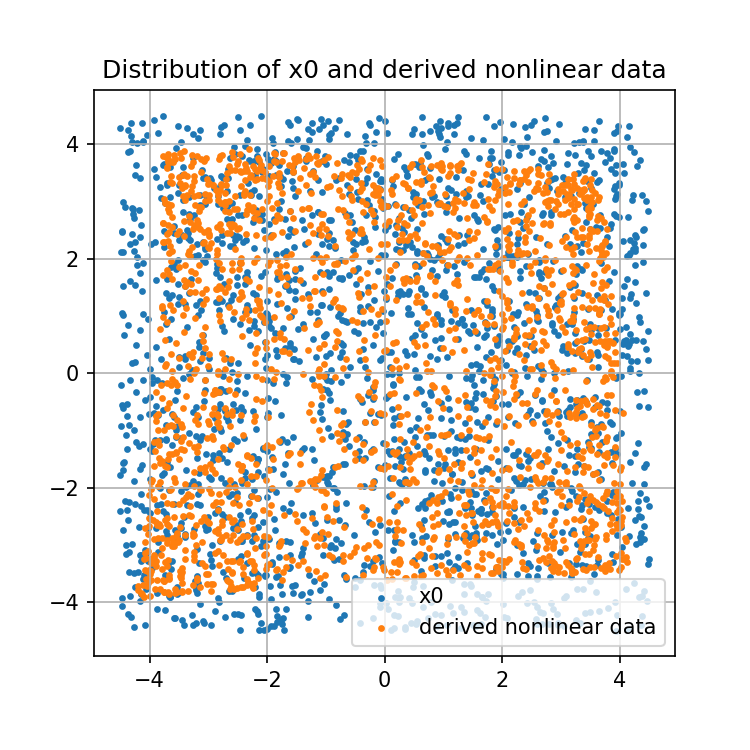 Distribution of x0 and derived nonlinear data
4
2
0
−2
−4
−4 −2 0 2 4
x0
derived nonlinear data